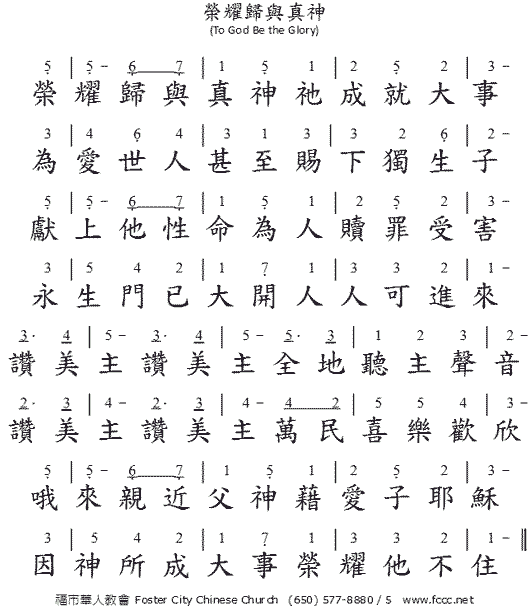 榮耀歸與真神
(To God Be the Glory)
5̣ | 5̣ – 6̣ 7̣ | 1 5̣ 1 | 2 5̣ 2 | 3 –
榮耀歸與真神祂成就大事
3 | 4 6̣ 4 | 3 1 3 | 3 2 6̣ | 2 –
為愛世人甚至賜下獨生子
5̣ | 5̣ – 6̣ 7̣ | 1 5̣ 1 | 2 5̣ 2 | 3 –
獻上他性命為人贖罪受害
3 | 5 4 2 | 1 7̣ 1 | 3 3 2 | 1 –
永生門已大開人人可進來
3· 4 | 5 – 3· 4 | 5 – 5· 3 | 1 2 3 | 2 –
讚美主讚美主全地聽主聲音
2· 3 | 4 – 2· 3 | 4 – 4 2 | 5 5 4 | 3 –
讚美主讚美主萬民喜樂歡欣
5̣ | 5̣ – 6̣ 7̣ | 1 5̣ 1 | 2 5̣ 2 | 3 –
哦來親近父神藉愛子耶穌
3 | 5 4 2 | 1 7̣ 1 | 3 3 2 | 1 – ‖
因神所成大事榮耀他不住
福市華人教會 Foster City Chinese Church (650) 577-8880 / 5 www.fccc.net